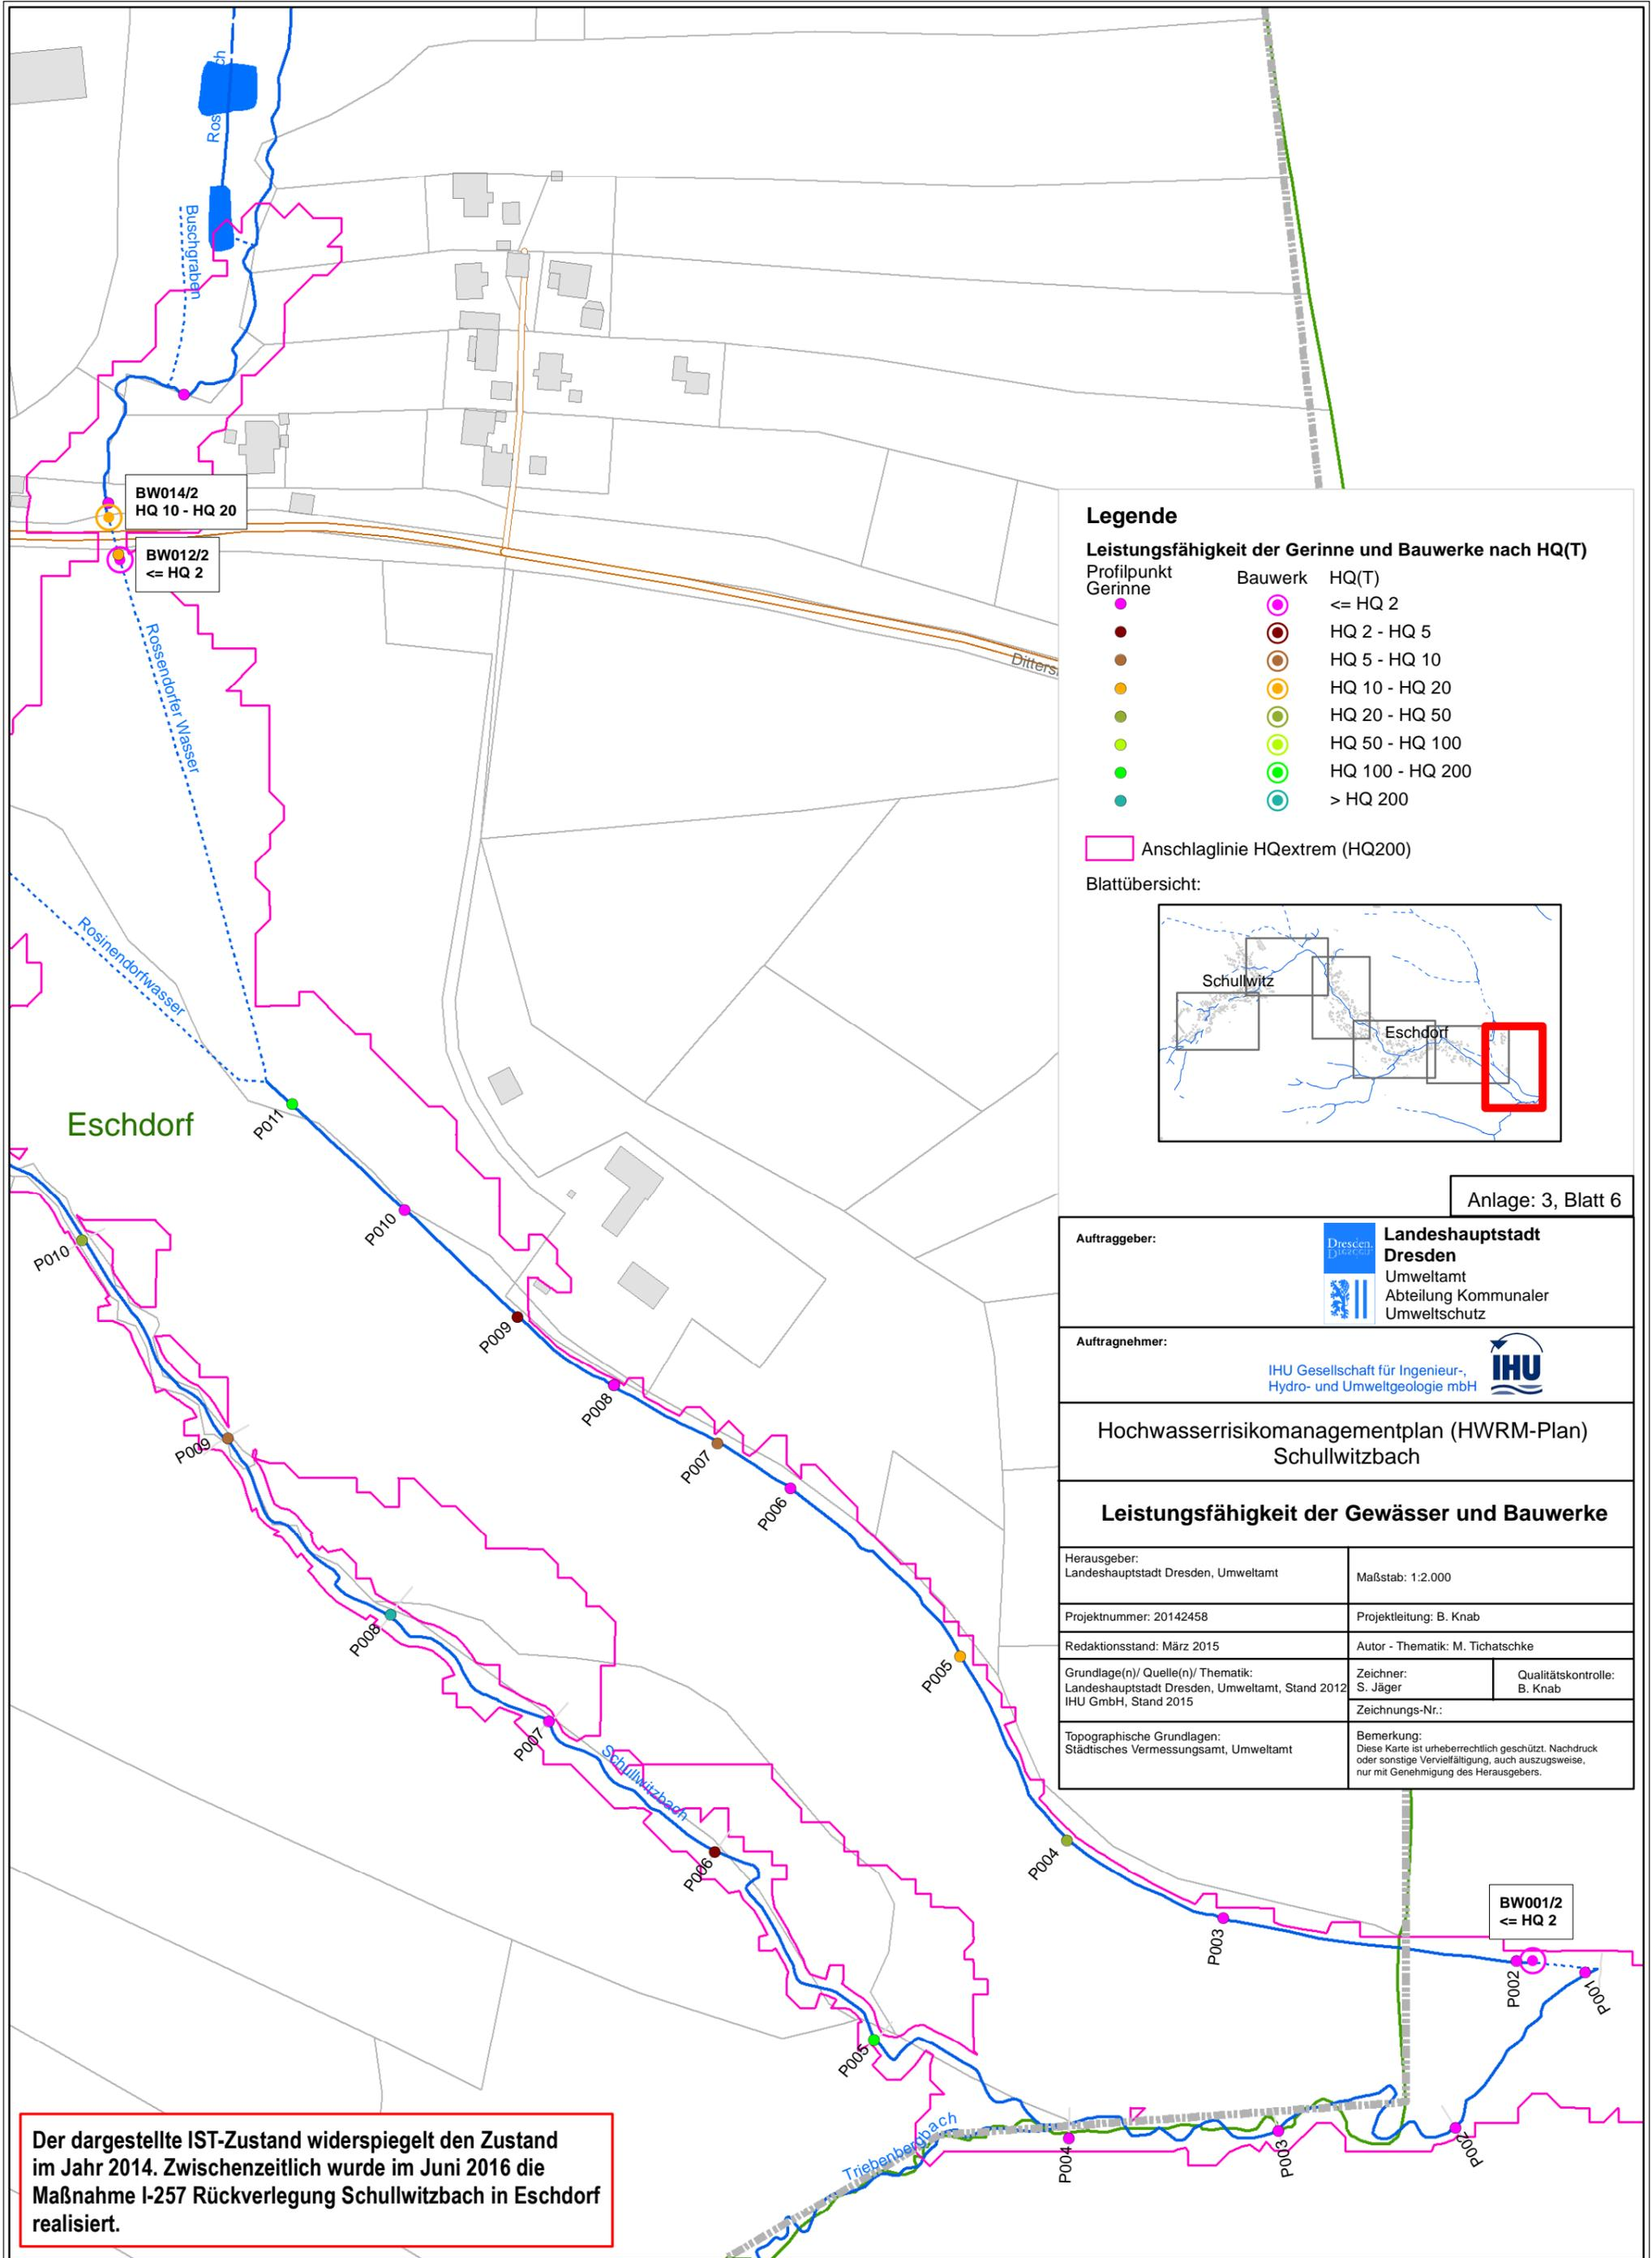 Ros
ch
Buschgraben
BW014/2
HQ 10 - HQ 20
BW012/2
<= HQ 2
Rossendorfer Wasser
Ditters
Rosinendorfwasser
Eschdorf
P011
P010
P009
P008
P007
P006
P005
P004
P003
P002
P001
BW001/2
<= HQ 2
P010
P009
P008
P007
Schullwitzbach
P006
P005
P004
P003
P002
Triebenbergbach
Legende
Leistungsfähigkeit der Gerinne und Bauwerke nach HQ(T)
Profilpunkt
Gerinne
Bauwerk
HQ(T)
<= HQ 2
HQ 2 - HQ 5
HQ 5 - HQ 10
HQ 10 - HQ 20
HQ 20 - HQ 50
HQ 50 - HQ 100
HQ 100 - HQ 200
> HQ 200
Anschlaglinie HQextrem (HQ200)
Blattübersicht:
Schullwitz
Eschdorf
Anlage: 3, Blatt 6
Auftraggeber:
Dresden.
Landeshauptstadt
Dresden
Umweltamt
Abteilung Kommunaler
Umweltschutz
Auftragnehmer:
IHU Gesellschaft für Ingenieur-,
Hydro- und Umweltgeologie mbH
IHU
Hochwasserrisikomanagementplan (HWRM-Plan)
Schullwitzbach
Leistungsfähigkeit der Gewässer und Bauwerke
Herausgeber:
Landeshauptstadt Dresden, Umweltamt
Maßstab: 1:2.000
Projektnummer: 20142458
Projektleitung: B. Knab
Redaktionsstand: März 2015
Autor - Thematik: M. Tichatschke
Grundlage(n)/ Quelle(n)/ Thematik:
Landeshauptstadt Dresden, Umweltamt, Stand 2012
IHU GmbH, Stand 2015
Zeichner:
S. Jäger
Qualitätskontrolle:
B. Knab
Zeichnungs-Nr.:
Topographische Grundlagen:
Städtisches Vermessungsamt, Umweltamt
Bemerkung:
Diese Karte ist urheberrechtlich geschützt. Nachdruck
oder sonstige Vervielfältigung, auch auszugsweise,
nur mit Genehmigung des Herausgebers.
Der dargestellte IST-Zustand widerspiegelt den Zustand
im Jahr 2014. Zwischenzeitlich wurde im Juni 2016 die
Maßnahme I-257 Rückverlegung Schullwitzbach in Eschdorf
realisiert.